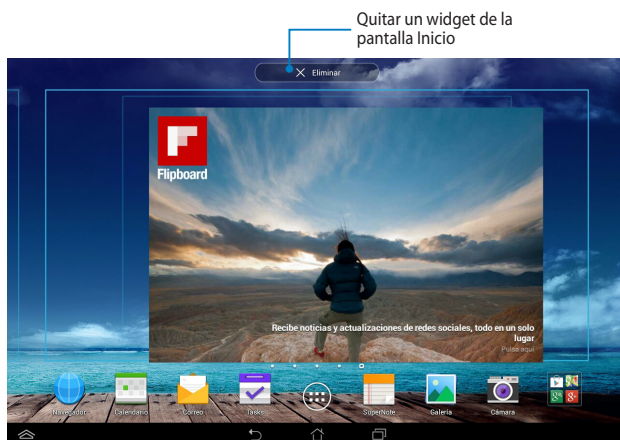 Quitar un widget de la
pantalla Inicio
Eliminar
Flipboard
Recibe noticias y actualizaciones de redes sociales, todo en un solo
lugar
Pulsa aquí
Navegador
Calendario
Correo
Tasks
SuperNote
Galería
Cámara